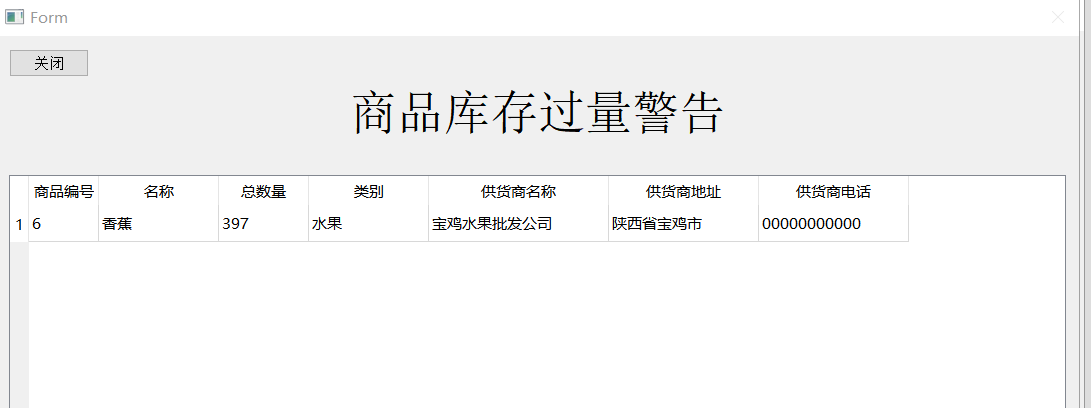 Form
关闭
商品库存过量警告
商品编号 名称 总数量 类别 供货商名称 供货商地址 供货商电话
1 6 香蕉 397 水果 宝鸡水果批发公司 陕西省宝鸡市 00000000000